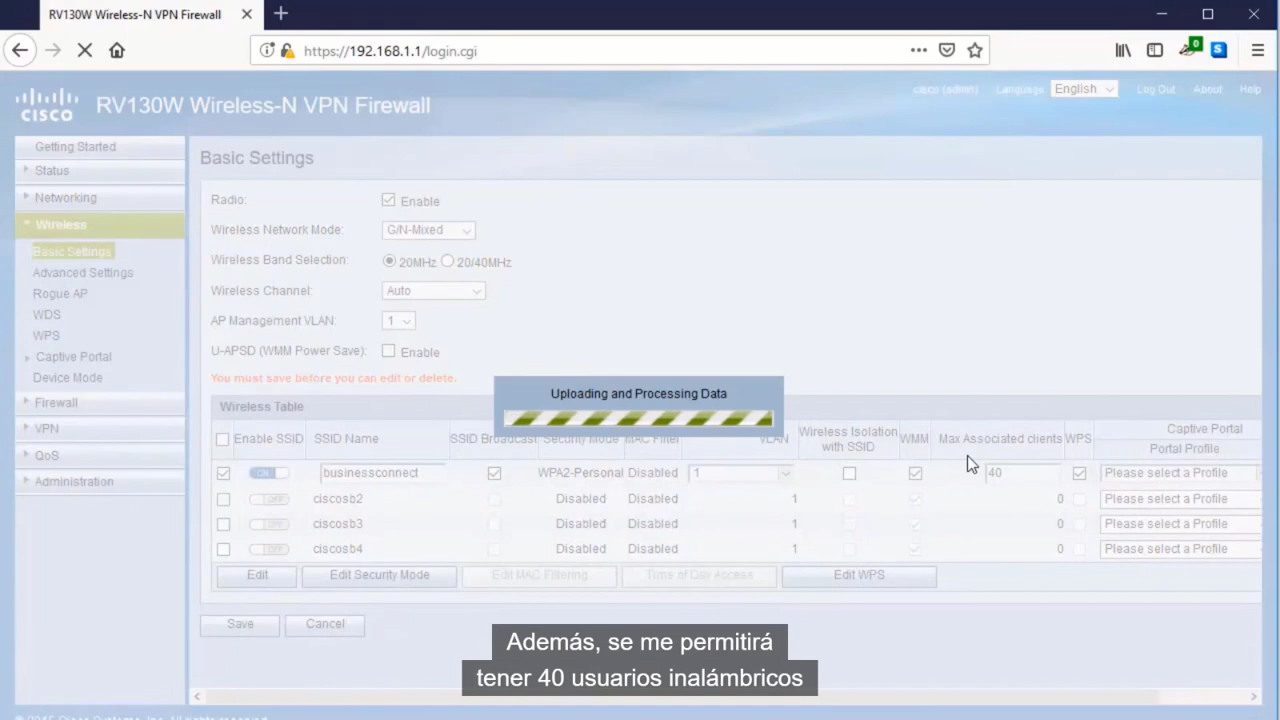 RV130W Wireless-N VPN Firewall
https://192.168.1.1/login.cgi
0
S
CISCO
RV130W Wireless-N VPN Firewall
cisco (admin) Language English Log Out About Help
Getting Started
Status
Networking
Wireless
Basic Settings
Advanced Settings
Rogue AP
WDS
WPS
Captive Portal
Device Mode
Firewall
VPN
QoS
Administration
Basic Settings
Radio: Enable
Wireless Network Mode: G/N-Mixed
Wireless Band Selection: 20MHz 20/40MHz
Wireless Channel: Auto
AP Management VLAN: 1
U-APSD (WMM Power Save): Enable
You must save before you can edit or delete.
Uploading and Processing Data
Wireless Table
Enable SSID SSID Name SSID Broadcast Security Mode MAC Filter VLAN Wireless Isolation with SSID WMM Max Associated clients WPS Captive Portal
Portal Profile
ON businessconnect WPA2-Personal Disabled 1 40 Please select a Profile
OFF ciscosb2 Disabled Disabled 1 0 Please select a Profile
OFF ciscosb3 Disabled Disabled 1 0 Please select a Profile
OFF ciscosb4 Disabled Disabled 1 0 Please select a Profile
Edit Edit Security Mode Edit MAC Filtering Time of Day Access Edit WPS
Save Cancel
Además, se me permitirá
tener 40 usuarios inalámbricos